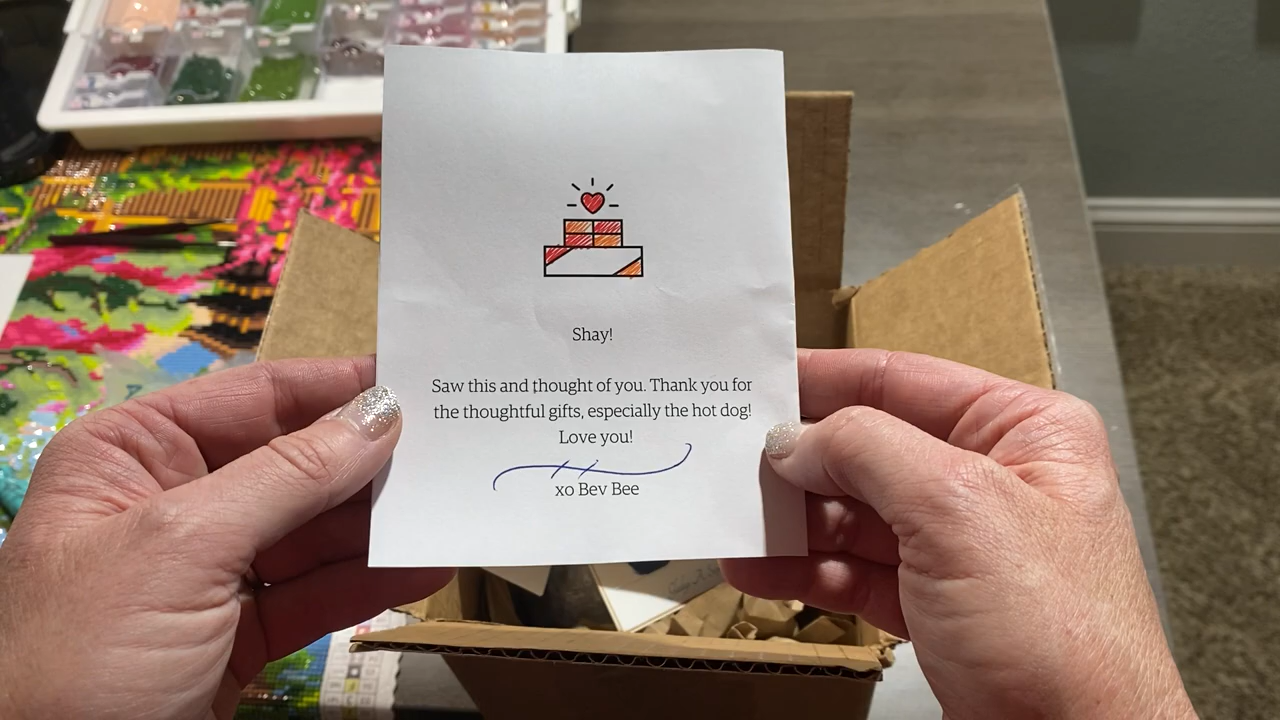 Shay!
Saw this and thought of you. Thank you for
the thoughtful gifts, especially the hot dog!
Love you!
xo Bev Bee